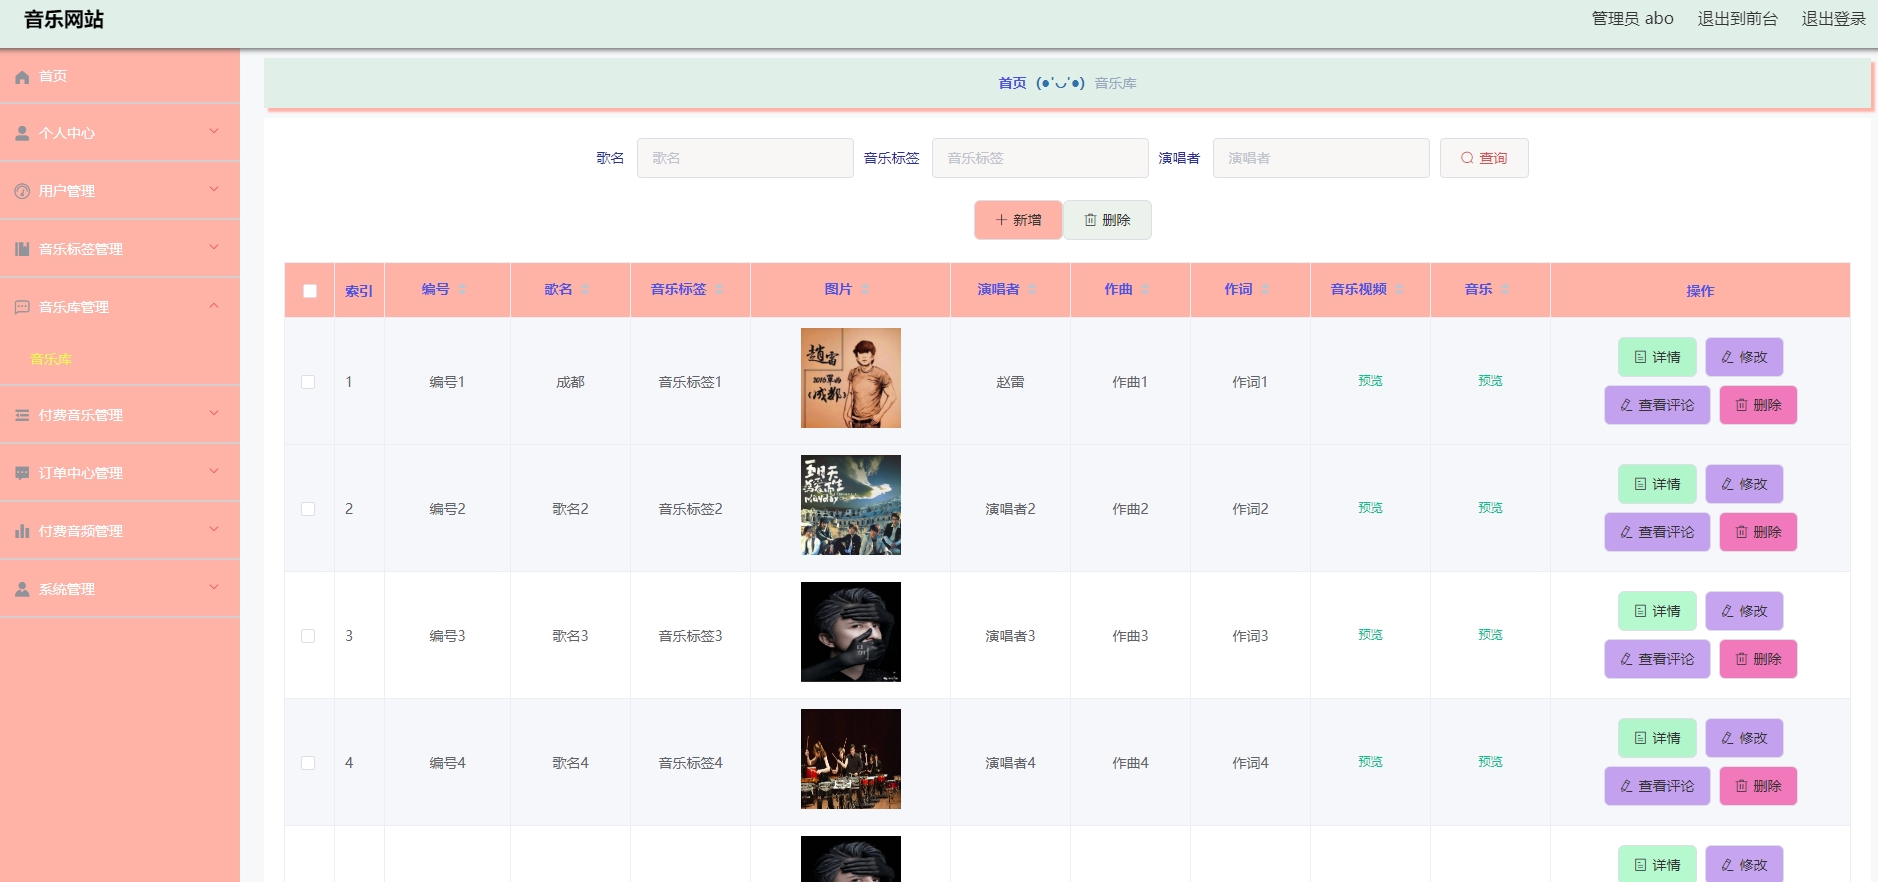 音乐网站
管理员 abo 退出到前台 退出登录
首页
个人中心
用户管理
音乐标签管理
音乐库管理
音乐库
付费音乐管理
订单中心管理
付费音频管理
系统管理
首页 (●'◡'●) 音乐库
歌名 歌名 音乐标签 音乐标签 演唱者 演唱者 查询
新增 删除
索引 编号 歌名 音乐标签 图片 演唱者 作曲 作词 音乐视频 音乐 操作
趙雷
2016单曲
《成都》
1 编号1 成都 音乐标签1 赵雷 作曲1 作词1 预览 预览
详情 修改
查看评论 删除
mayday
2 编号2 歌名2 音乐标签2 演唱者2 作曲2 作词2 预览 预览
详情 修改
查看评论 删除
3 编号3 歌名3 音乐标签3 演唱者3 作曲3 作词3 预览 预览
详情 修改
查看评论 删除
4 编号4 歌名4 音乐标签4 演唱者4 作曲4 作词4 预览 预览
详情 修改
查看评论 删除
详情 修改